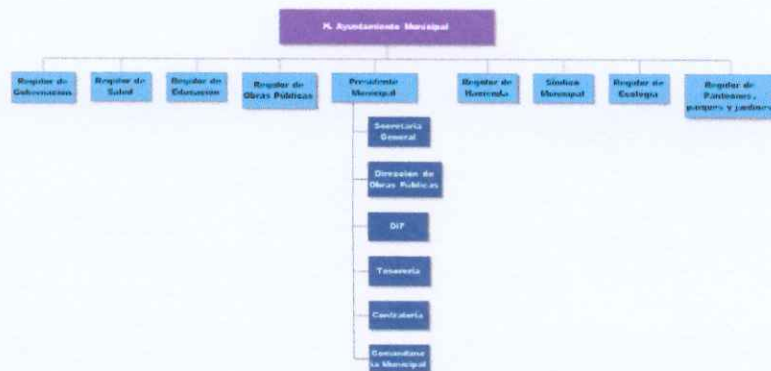 H. Ayuntamiento Municipal
Regidor de
Gobernación
Regidor de
Salud
Regidor de
Educación
Regidor de
Obras Públicas
Presidente
Municipal
Regidor de
Hacienda
Síndico
Municipal
Regidor de
Ecología
Regidor de
Panteones,
parques y jardines
Secretaría
General
Dirección de
Obras Públicas
DIF
Tesorería
Contraloría
Comandanc
ia Municipal